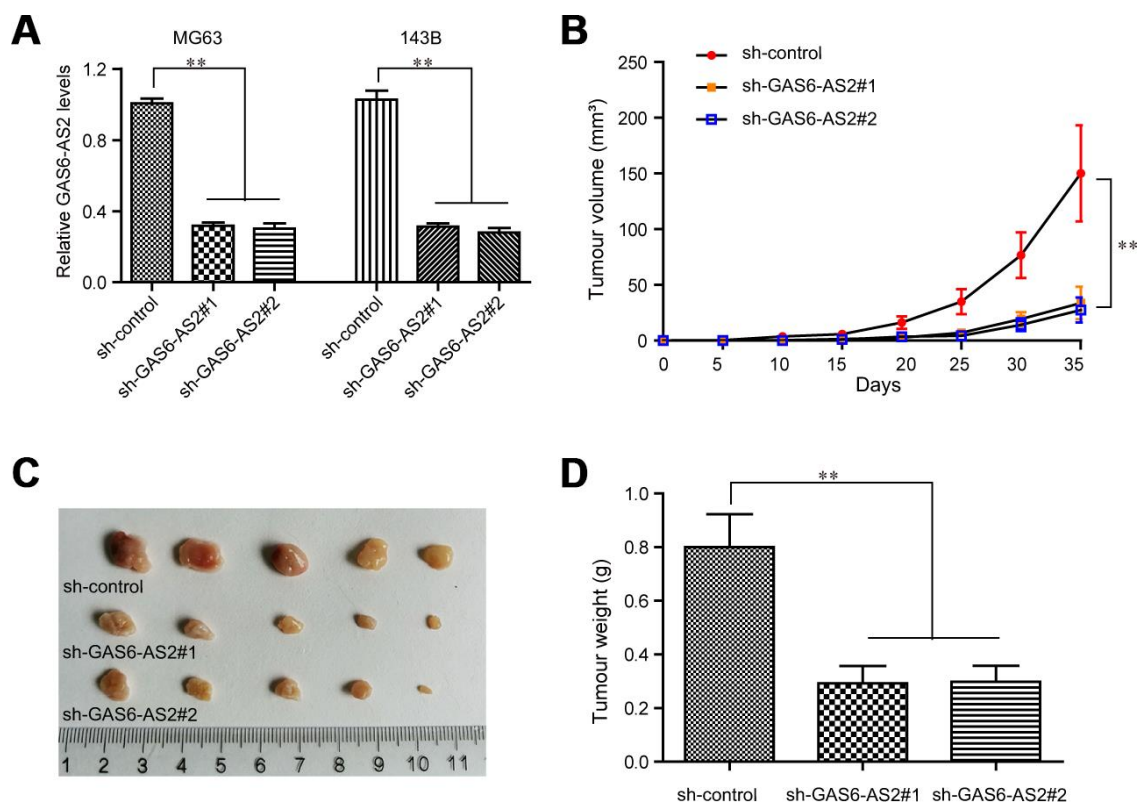 A
MG63
143B
**
**
Relative GAS6-AS2 levels
1.2
0.8
0.4
0.0
sh-control
sh-GAS6-AS2#1
sh-GAS6-AS2#2
sh-control
sh-GAS6-AS2#1
sh-GAS6-AS2#2
B
sh-control
sh-GAS6-AS2#1
sh-GAS6-AS2#2
Tumour volume (mm³)
250
200
150
100
50
0
**
0 5 10 15 20 25 30 35
Days
C
sh-control
sh-GAS6-AS2#1
sh-GAS6-AS2#2
1 2 3 4 5 6 7 8 9 10 11
D
**
Tumour weight (g)
1.0
0.8
0.6
0.4
0.2
0.0
sh-control sh-GAS6-AS2#1 sh-GAS6-AS2#2